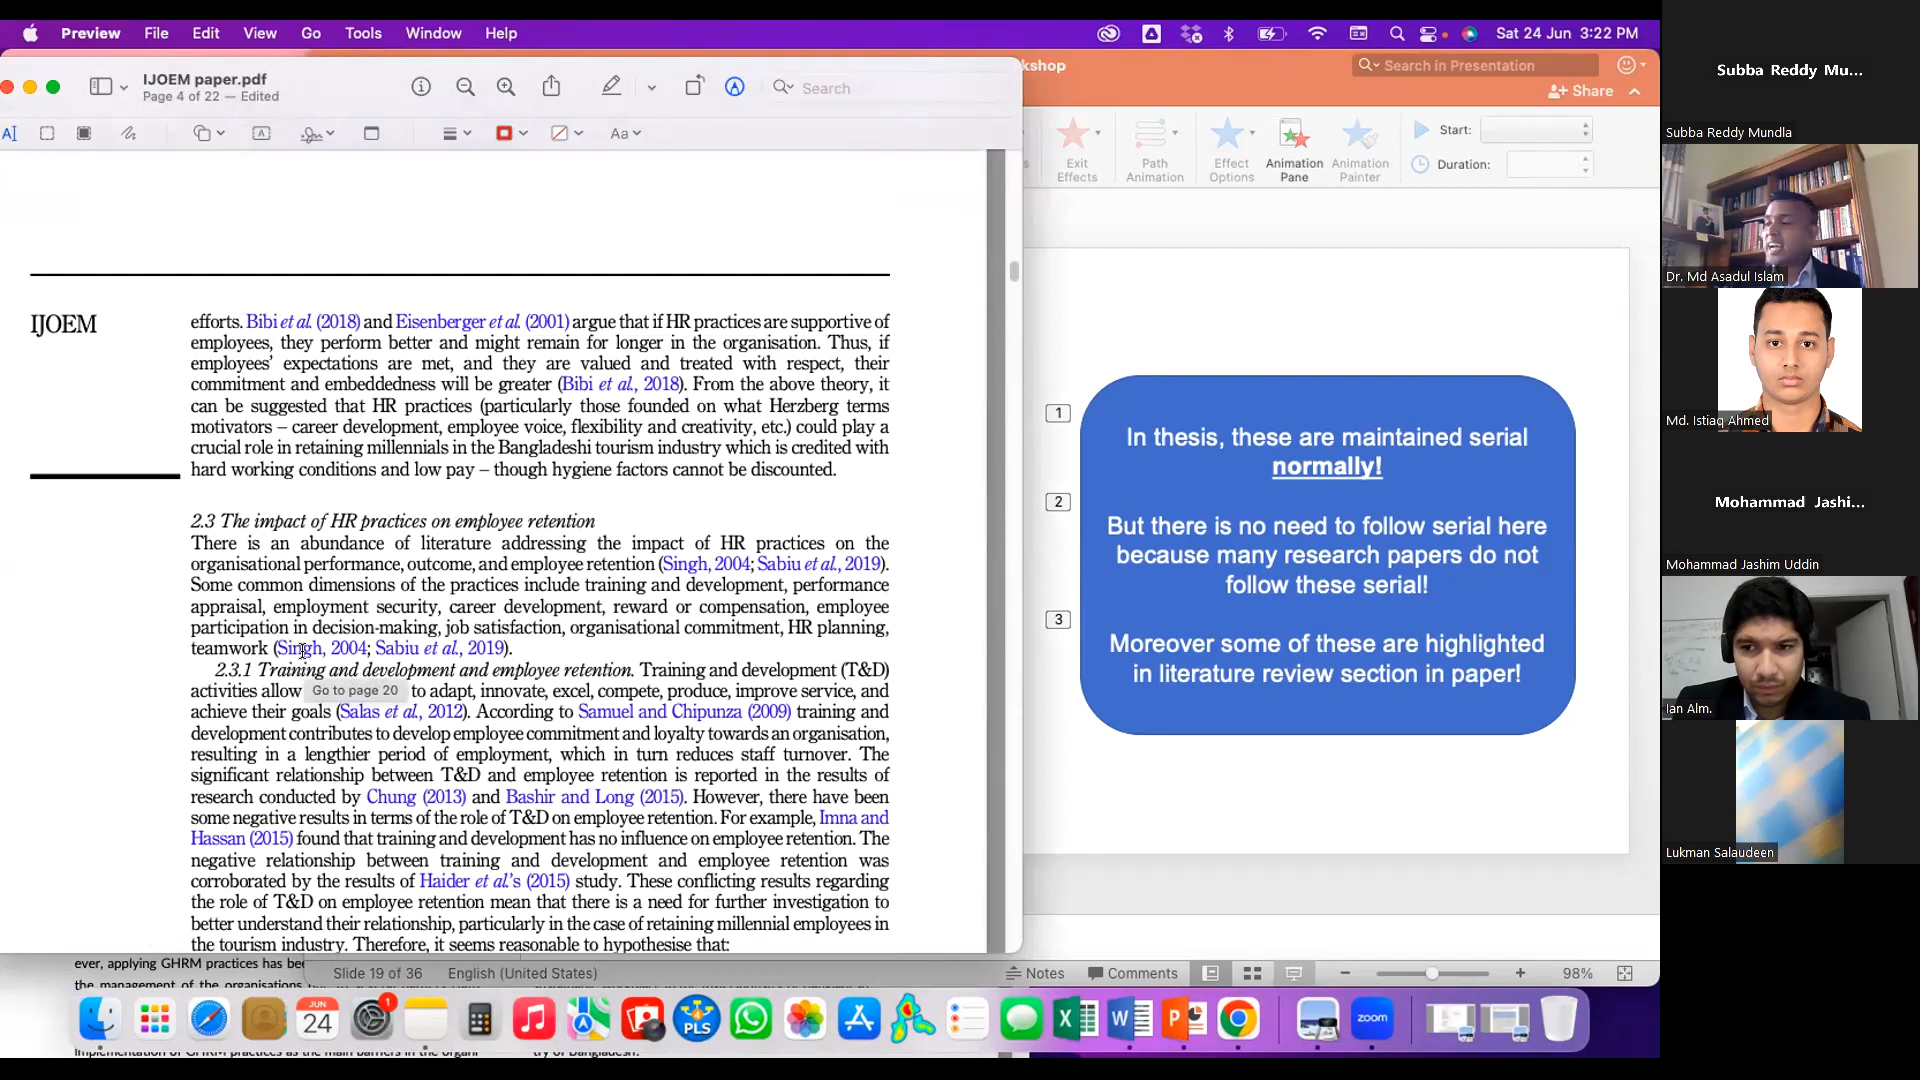 Preview File Edit View Go Tools Window Help
Sat 24 Jun 3:22 PM
IJOEM paper.pdf
Page 4 of 22 — Edited
Search
Aa
kshop
Search in Presentation
Share
Exit Effects
Path Animation
Effect Options
Animation Pane
Animation Painter
Start:
Duration:
IJOEM
efforts. Bibi et al. (2018) and Eisenberger et al. (2001) argue that if HR practices are supportive of
employees, they perform better and might remain for longer in the organisation. Thus, if
employees’ expectations are met, and they are valued and treated with respect, their
commitment and embeddedness will be greater (Bibi et al., 2018). From the above theory, it
can be suggested that HR practices (particularly those founded on what Herzberg terms
motivators – career development, employee voice, flexibility and creativity, etc.) could play a
crucial role in retaining millennials in the Bangladeshi tourism industry which is credited with
hard working conditions and low pay – though hygiene factors cannot be discounted.
2.3 The impact of HR practices on employee retention
There is an abundance of literature addressing the impact of HR practices on the
organisational performance, outcome, and employee retention (Singh, 2004; Sabiu et al., 2019).
Some common dimensions of the practices include training and development, performance
appraisal, employment security, career development, reward or compensation, employee
participation in decision-making, job satisfaction, organisational commitment, HR planning,
teamwork (Singh, 2004; Sabiu et al., 2019).
2.3.1 Training and development and employee retention. Training and development (T&D)
activities allow to adapt, innovate, excel, compete, produce, improve service, and
Go to page 20
achieve their goals (Salas et al., 2012). According to Samuel and Chipunza (2009) training and
development contributes to develop employee commitment and loyalty towards an organisation,
resulting in a lengthier period of employment, which in turn reduces staff turnover. The
significant relationship between T&D and employee retention is reported in the results of
research conducted by Chung (2013) and Bashir and Long (2015). However, there have been
some negative results in terms of the role of T&D on employee retention. For example, Imna and
Hassan (2015) found that training and development has no influence on employee retention. The
negative relationship between training and development and employee retention was
corroborated by the results of Haider et al.’s (2015) study. These conflicting results regarding
the role of T&D on employee retention mean that there is a need for further investigation to
better understand their relationship, particularly in the case of retaining millennial employees in
the tourism industry. Therefore, it seems reasonable to hypothesise that:
1
In thesis, these are maintained serial
normally!
2
But there is no need to follow serial here
because many research papers do not
follow these serial!
3
Moreover some of these are highlighted
in literature review section in paper!
ever, applying GHRM practices has bee
the management of the organisations
Slide 19 of 36
English (United States)
Notes
Comments
98%
JUN
24
1
PLS
zoom
Subba Reddy Mu...
Subba Reddy Mundla
Dr. Md Asadul Islam
Md. Istiaq Ahmed
Mohammad Jashi...
Mohammad Jashim Uddin
Ian Alm.
Lukman Salaudeen